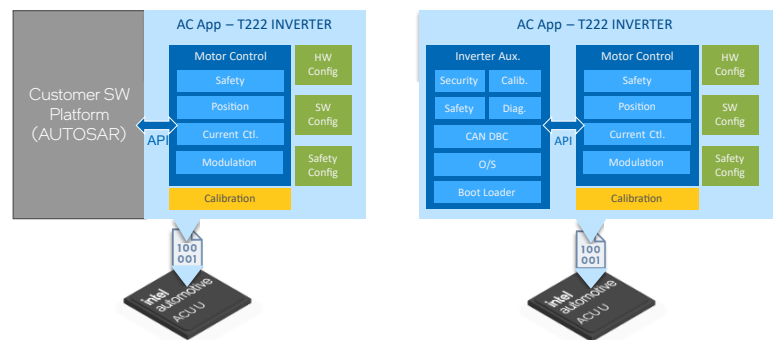 AC App – T222 INVERTER
Customer SW
Platform
(AUTOSAR)
API
Motor Control
Safety
Position
Current Ctl.
Modulation
Calibration
HW
Config
SW
Config
Safety
Config
100
001
intel
automotive
ACU U
AC App – T222 INVERTER
Inverter Aux.
Security
Calib.
Safety
Diag.
CAN DBC
O/S
Boot Loader
API
Motor Control
Safety
Position
Current Ctl.
Modulation
Calibration
HW
Config
SW
Config
Safety
Config
100
001
intel
automotive
ACU U